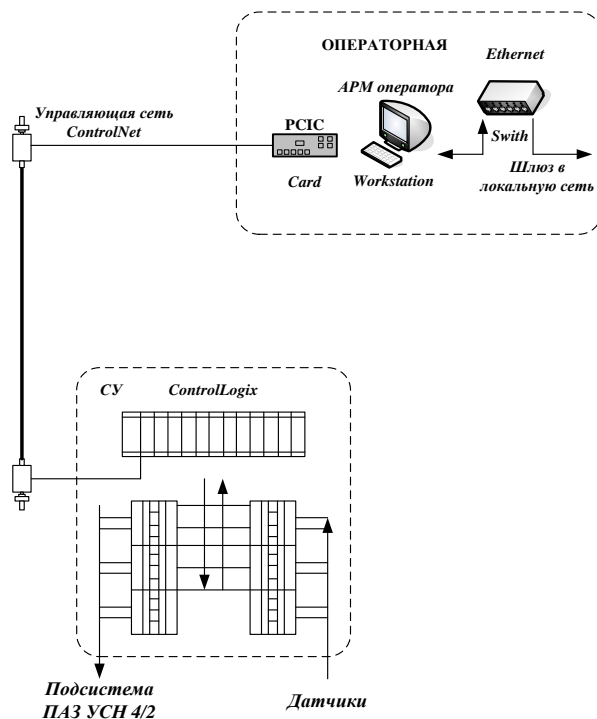 ОПЕРАТОРНАЯ
Ethernet
АРМ оператора
Управляющая сеть
ControlNet
PCIC
Swith
Card
Workstation
Шлюз в
локальную сеть
СУ
ControlLogix
Подсистема
ПАЗ УСН 4/2
Датчики